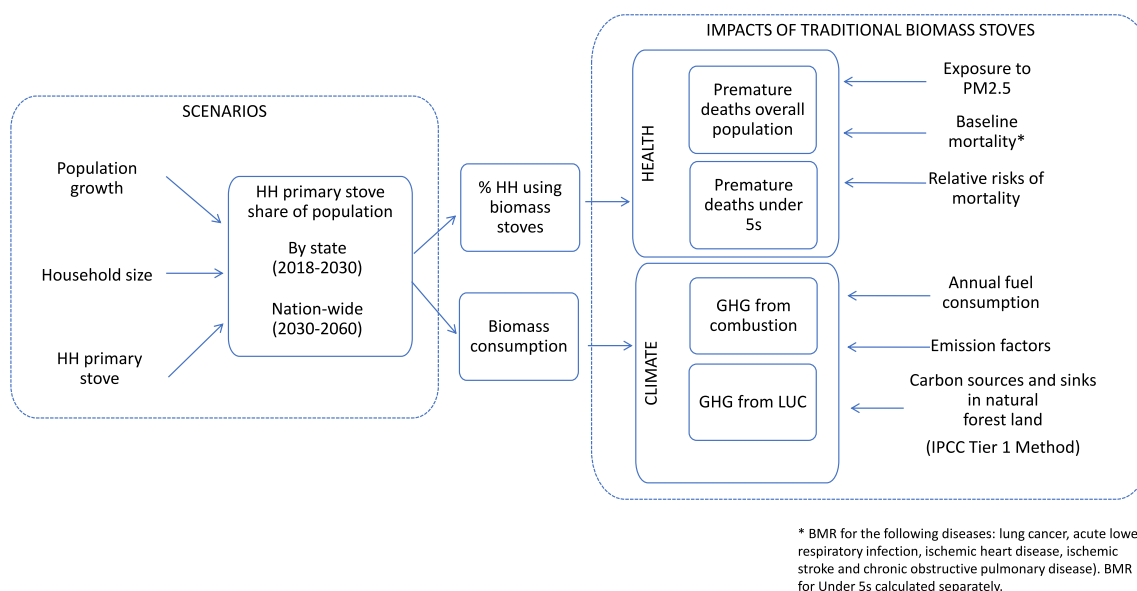 IMPACTS OF TRADITIONAL BIOMASS STOVES
SCENARIOS
Population
growth
Household size
HH primary
stove
HH primary stove
share of population
By state
(2018-2030)
Nation-wide
(2030-2060)
% HH using
biomass
stoves
Biomass
consumption
HEALTH
Premature
deaths overall
population
Premature
deaths under
5s
CLIMATE
GHG from
combustion
GHG from LUC
Exposure to
PM2.5
Baseline
mortality*
Relative risks of
mortality
Annual fuel
consumption
Emission factors
Carbon sources and sinks
in natural
forest land
(IPCC Tier 1 Method)
* BMR for the following diseases: lung cancer, acute lowe
respiratory infection, ischemic heart disease, ischemic
stroke and chronic obstructive pulmonary disease). BMR
for Under 5s calculated separately.